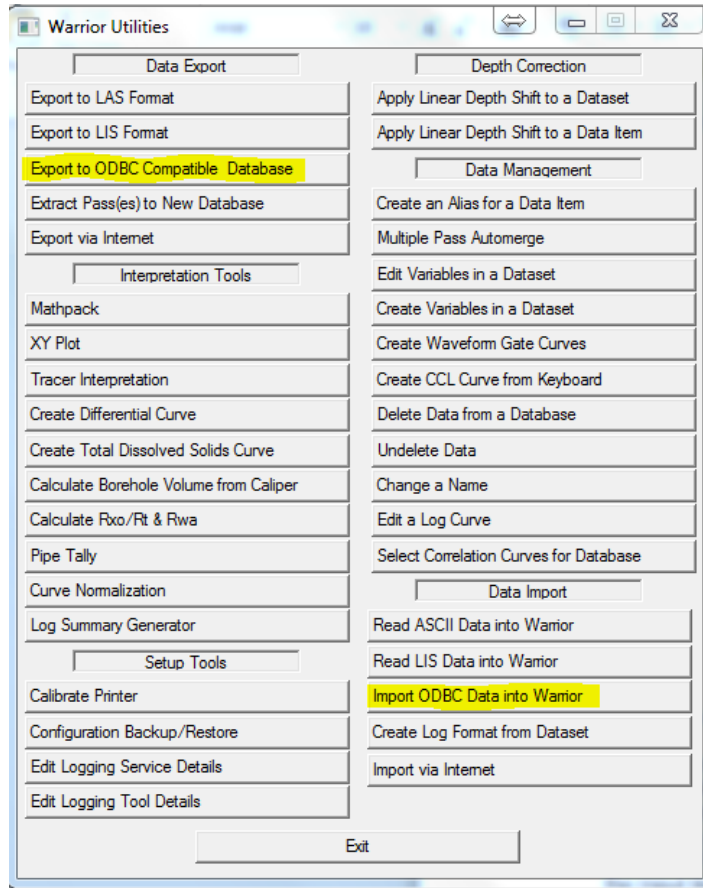 Warrior Utilities
Data Export
Export to LAS Format
Export to LIS Format
Export to ODBC Compatible  Database
Extract Pass(es) to New Database
Export via Internet
Interpretation Tools
Mathpack
XY Plot
Tracer Interpretation
Create Differential Curve
Create Total Dissolved Solids Curve
Calculate Borehole Volume from Caliper
Calculate Rxo/Rt & Rwa
Pipe Tally
Curve Normalization
Log Summary Generator
Setup Tools
Calibrate Printer
Configuration Backup/Restore
Edit Logging Service Details
Edit Logging Tool Details
Depth Correction
Apply Linear Depth Shift to a Dataset
Apply Linear Depth Shift to a Data Item
Data Management
Create an Alias for a Data Item
Multiple Pass Automerge
Edit Variables in a Dataset
Create Variables in a Dataset
Create Waveform Gate Curves
Create CCL Curve from Keyboard
Delete Data from a Database
Undelete Data
Change a Name
Edit a Log Curve
Select Correlation Curves for Database
Data Import
Read ASCII Data into Warrior
Read LIS Data into Warrior
Import ODBC Data into Warrior
Create Log Format from Dataset
Import via Internet
Exit